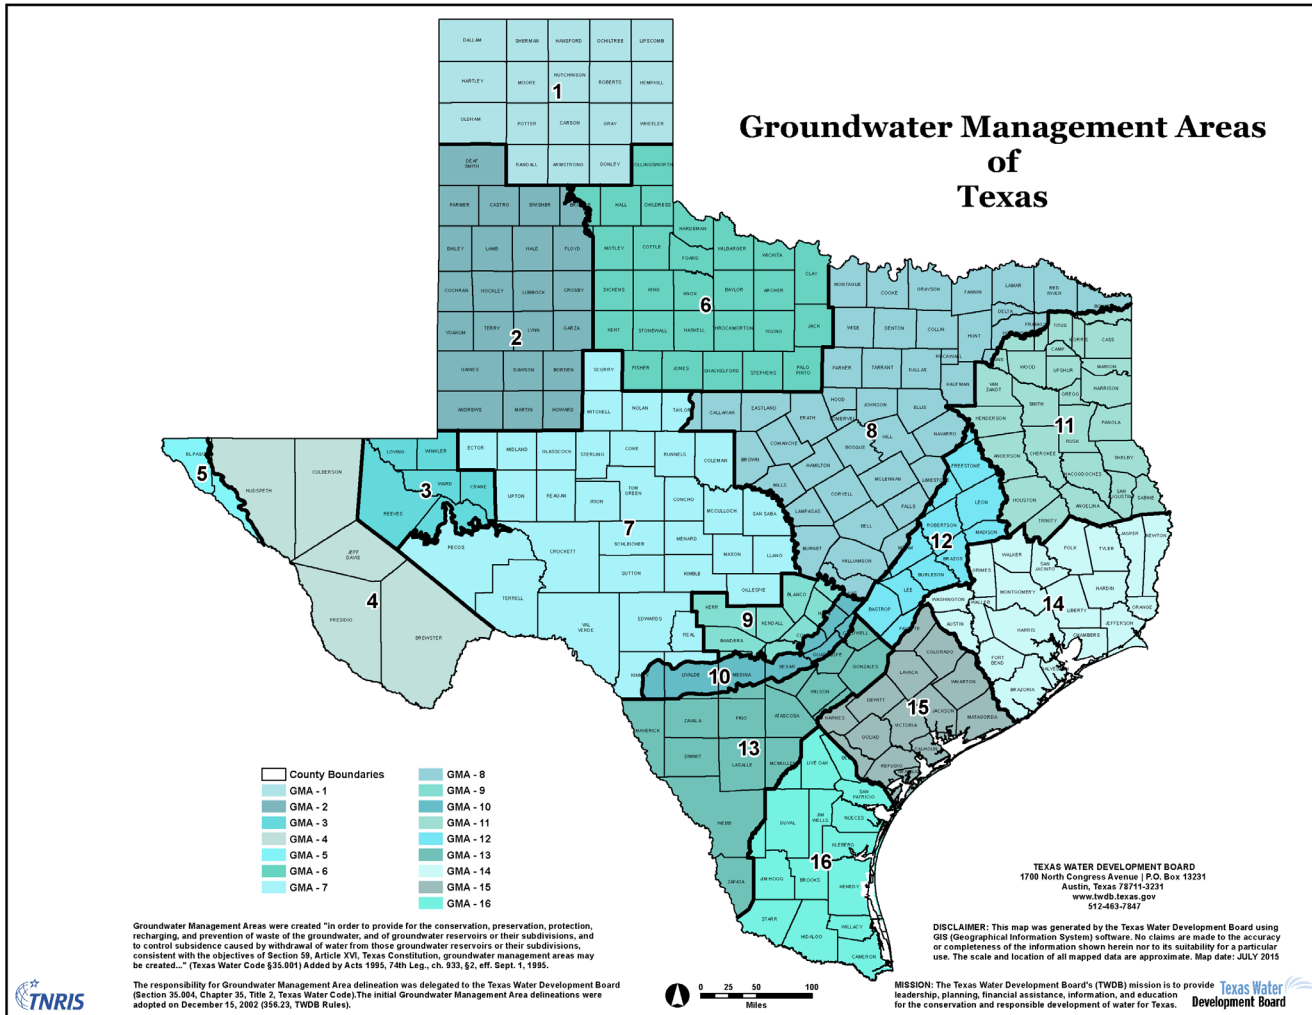 Groundwater Management Areas
of
Texas
DALLAM
SHERMAN
HANSFORD
OCHILTREE
LIPSCOMB
HARTLEY
MOORE
HUTCHINSON
ROBERTS
HEMPHILL
1
OLDHAM
POTTER
CARSON
GRAY
WHEELER
DEAF
SMITH
RANDALL
ARMSTRONG
DONLEY
PARMER
CASTRO
SWISHER
HALL
CHILDRESS
HARDEMAN
BAILEY
LAMB
HALE
FLOYD
MOTLEY
COTTLE
FOARD
WILBARGER
WICHITA
CLAY
COCHRAN
HOCKLEY
LUBBOCK
CROSBY
DICKENS
KING
KNOX
BAYLOR
ARCHER
6
MONTAGUE
COOKE
GRAYSON
FANNIN
LAMAR
RED
RIVER
DELTA
YOAKUM
TERRY
LYNN
GARZA
2
KENT
STONEWALL
HASKELL
THROCKMORTON
YOUNG
JACK
WISE
DENTON
COLLIN
HUNT
TITUS
CAMP
MORRIS
CASS
GAINES
DAWSON
BORDEN
SCURRY
FISHER
JONES
SHACKELFORD
STEPHENS
PALO
PINTO
PARKER
TARRANT
DALLAS
ROCKWALL
KAUFMAN
VAN
ZANDT
WOOD
UPSHUR
MARION
HARRISON
GREGG
SMITH
ANDREWS
MARTIN
HOWARD
MITCHELL
NOLAN
TAYLOR
CALLAHAN
EASTLAND
ERATH
HOOD
SOMERVELL
JOHNSON
ELLIS
HENDERSON
RUSK
PANOLA
11
EL PASO
5
HUDSPETH
CULBERSON
LOVING
WINKLER
ECTOR
MIDLAND
GLASSCOCK
STERLING
COKE
RUNNELS
COLEMAN
BROWN
COMANCHE
BOSQUE
HILL
8
NAVARRO
FREESTONE
ANDERSON
CHEROKEE
NACOGDOCHES
SHELBY
WARD
CRANE
3
REEVES
UPTON
REAGAN
IRION
TOM
GREEN
CONCHO
MCCULLOCH
SAN SABA
MILLS
HAMILTON
CORYELL
MCLENNAN
LIMESTONE
FALLS
LEON
HOUSTON
ANGELINA
SAN
AUGUSTINE
SABINE
TRINITY
7
PECOS
CROCKETT
SCHLEICHER
MENARD
MASON
LLANO
LAMPASAS
BURNET
BELL
WILLIAMSON
ROBERTSON
MADISON
12
BRAZOS
BURLESON
GRIMES
WALKER
POLK
TYLER
JASPER
NEWTON
SAN
JACINTO
JEFF
DAVIS
PRESIDIO
4
BREWSTER
TERRELL
VAL
VERDE
SUTTON
KIMBLE
GILLESPIE
EDWARDS
REAL
KERR
BANDERA
9
KENDALL
BLANCO
BASTROP
LEE
WASHINGTON
WALLER
MONTGOMERY
LIBERTY
HARDIN
ORANGE
14
AUSTIN
HARRIS
CHAMBERS
JEFFERSON
FORT
BEND
BRAZORIA
UVALDE
MEDINA
10
BEXAR
CALDWELL
GONZALES
WILSON
COLORADO
LAVACA
WHARTON
DEWITT
15
JACKSON
MATAGORDA
MAVERICK
ZAVALA
FRIO
ATASCOSA
KARNES
VICTORIA
GOLIAD
CALHOUN
REFUGIO
DIMMIT
LASALLE
13
MCMULLEN
LIVE OAK
SAN
PATRICIO
WEBB
DUVAL
JIM
WELLS
NUECES
KLEBERG
16
ZAPATA
JIM HOGG
BROOKS
KENEDY
STARR
HIDALGO
WILLACY
CAMERON
County Boundaries
GMA - 1
GMA - 2
GMA - 3
GMA - 4
GMA - 5
GMA - 6
GMA - 7
GMA - 8
GMA - 9
GMA - 10
GMA - 11
GMA - 12
GMA - 13
GMA - 14
GMA - 15
GMA - 16
TEXAS WATER DEVELOPMENT BOARD
1700 North Congress Avenue | P.O. Box 13231
Austin, Texas 78711-3231
www.twdb.texas.gov
512-463-7847
Groundwater Management Areas were created "in order to provide for the conservation, preservation, protection,
recharging, and prevention of waste of the groundwater, and of groundwater reservoirs or their subdivisions, and
to control subsidence caused by withdrawal of water from those groundwater reservoirs or their subdivisions,
consistent with the objectives of Section 59, Article XVI, Texas Constitution, groundwater management areas may
be created..." (Texas Water Code §35.001) Added by Acts 1995, 74th Leg., ch. 933, §2, eff. Sept. 1, 1995.
The responsibility for Groundwater Management Area delineation was delegated to the Texas Water Development Board
(Section 35.004, Chapter 35, Title 2, Texas Water Code).The initial Groundwater Management Area delineations were
adopted on December 15, 2002 (356.23, TWDB Rules).
DISCLAIMER: This map was generated by the Texas Water Development Board using
GIS (Geographical Information System) software. No claims are made to the accuracy
or completeness of the information shown herein nor to its suitability for a particular
use. The scale and location of all mapped data are approximate. Map date: JULY 2015
MISSION: The Texas Water Development Board's (TWDB) mission is to provide
leadership, planning, financial assistance, information, and education
for the conservation and responsible development of water for Texas.
TNRIS
0 25 50 100
Miles
Texas Water
Development Board